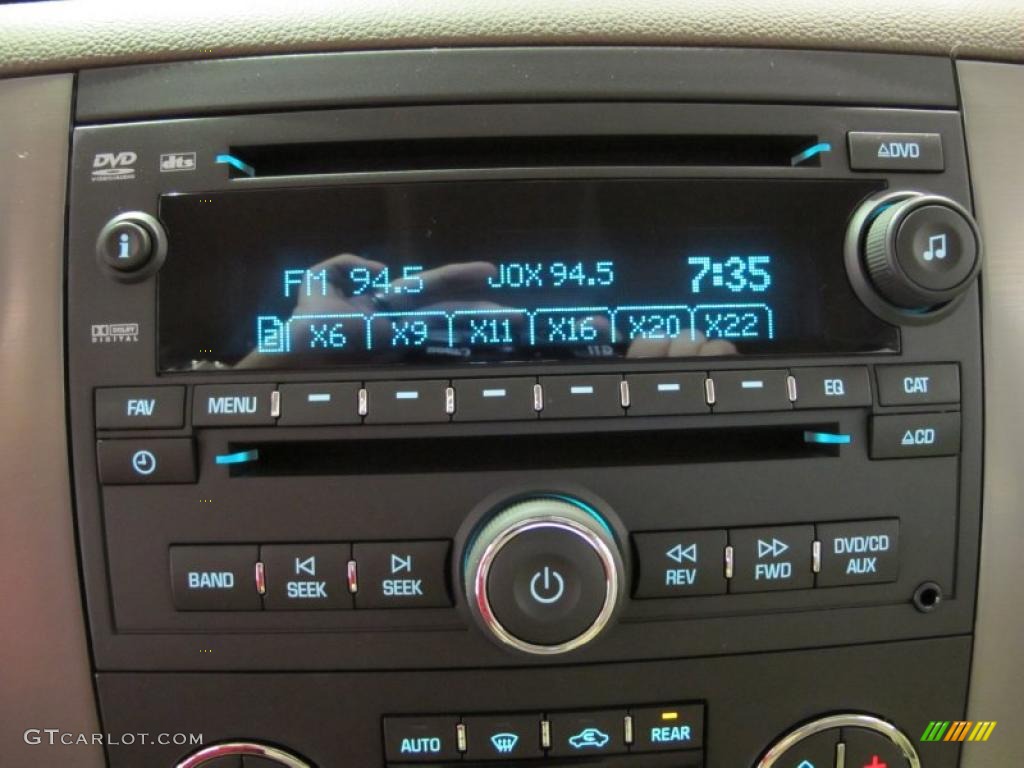 DVD
dts
≜DVD
i
DOLBY
DIGITAL
FM 94.5 JOX 94.5 7:35
2 X6 X9 X11 X16 X20 X22
FAV MENU EQ CAT
≜CD
BAND SEEK SEEK REV FWD DVD/CD AUX
AUTO REAR
GTCARLOT.COM